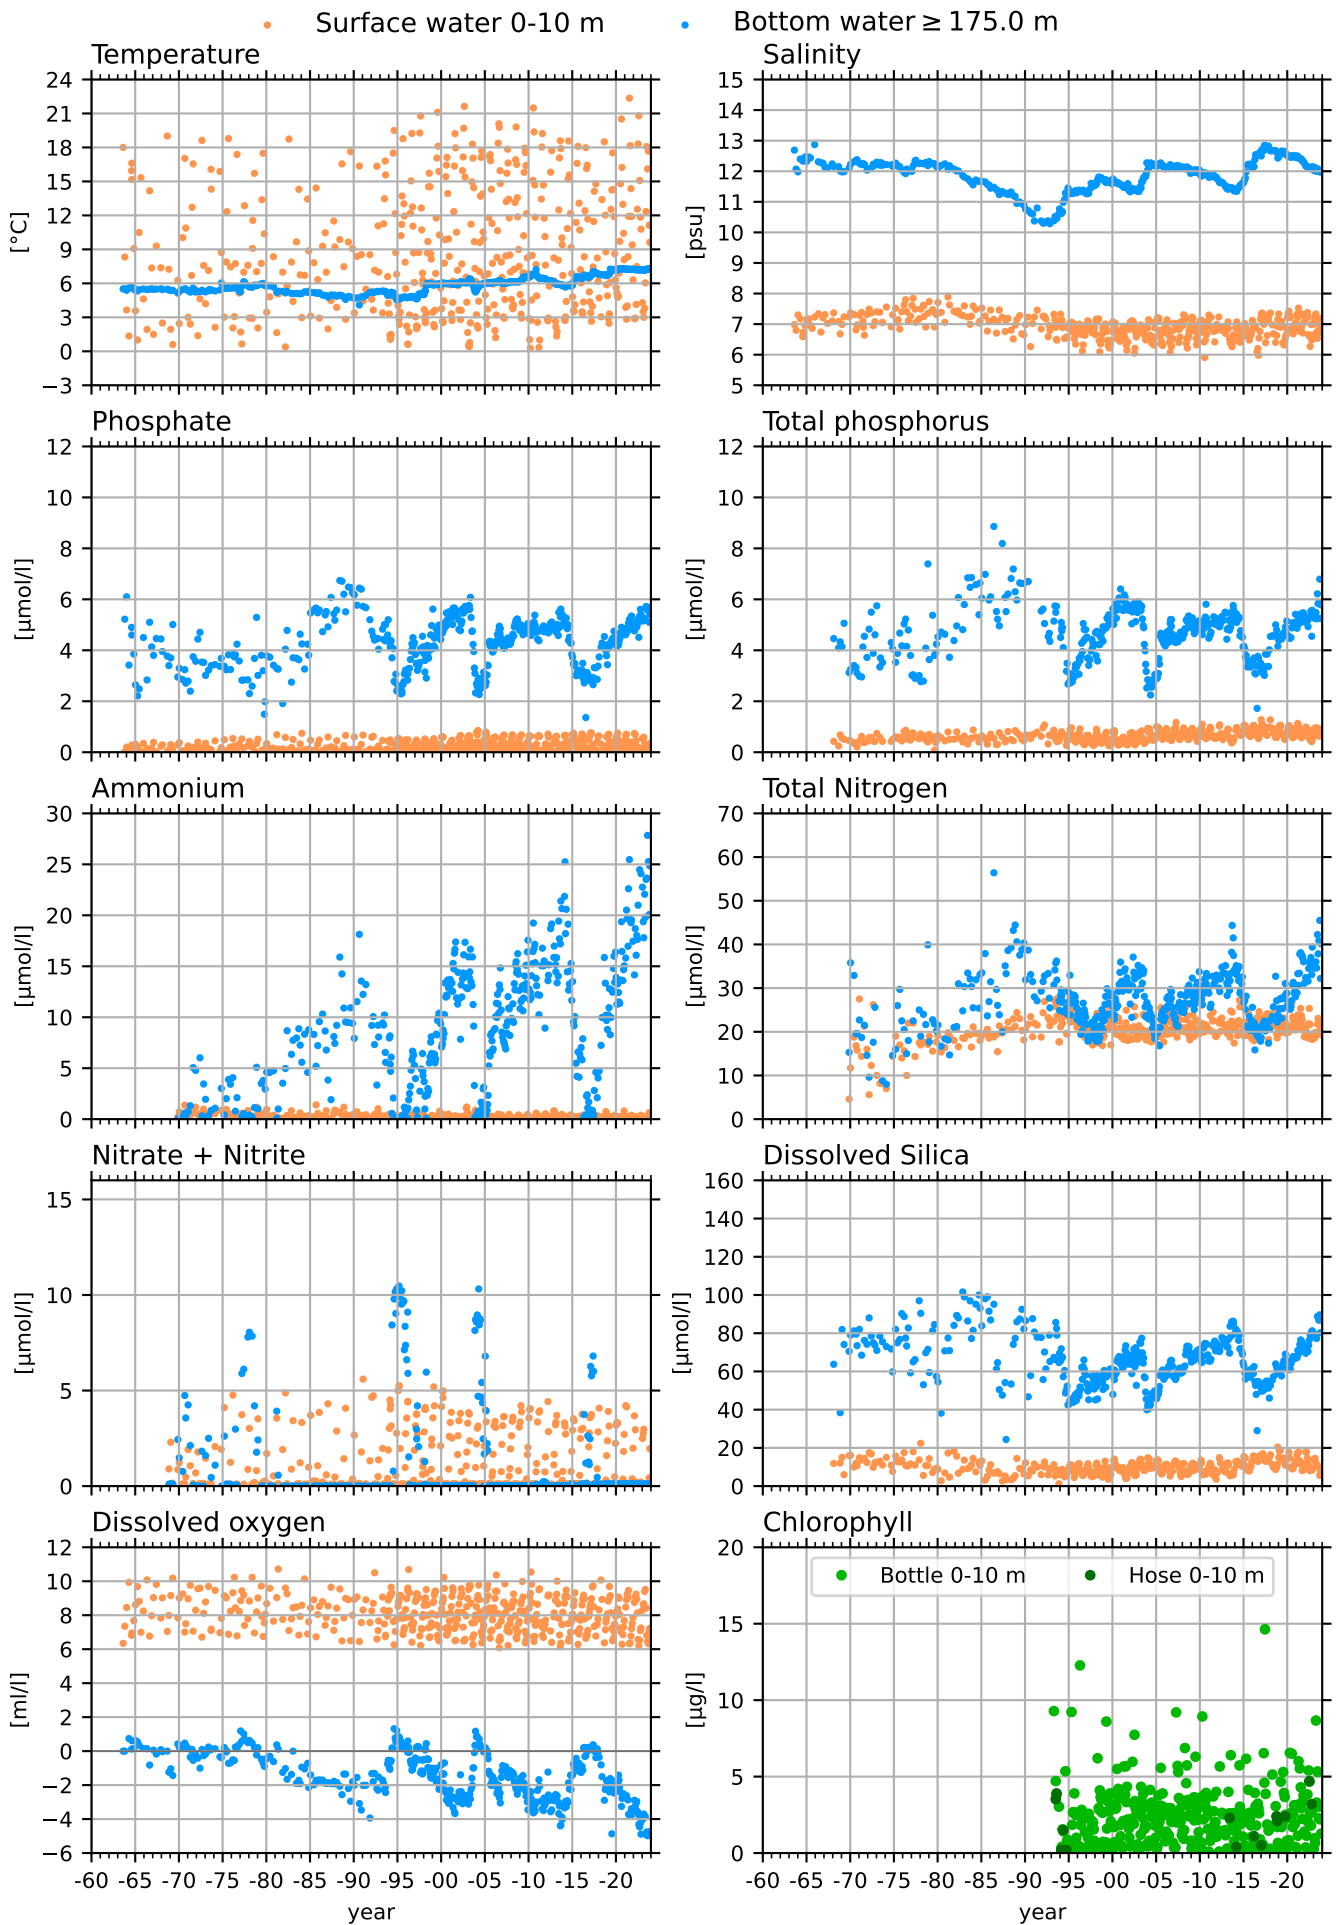 Surface water 0-10 m
Bottom water ≥ 175.0 m
Temperature
24
21
18
15
12
9
6
3
0
−3
[°C]
Salinity
15
14
13
12
11
10
9
8
7
6
5
[psu]
Phosphate
12
10
8
6
4
2
0
[µmol/l]
Total phosphorus
12
10
8
6
4
2
0
[µmol/l]
Ammonium
30
25
20
15
10
5
0
[µmol/l]
Total Nitrogen
70
60
50
40
30
20
10
0
[µmol/l]
Nitrate + Nitrite
15
10
5
0
[µmol/l]
Dissolved Silica
160
140
120
100
80
60
40
20
0
[µmol/l]
Dissolved oxygen
12
10
8
6
4
2
0
−2
−4
−6
[ml/l]
-60 -65 -70 -75 -80 -85 -90 -95 -00 -05 -10 -15 -20
year
Chlorophyll
Bottle 0-10 m
Hose 0-10 m
20
15
10
5
0
[µg/l]
-60 -65 -70 -75 -80 -85 -90 -95 -00 -05 -10 -15 -20
year